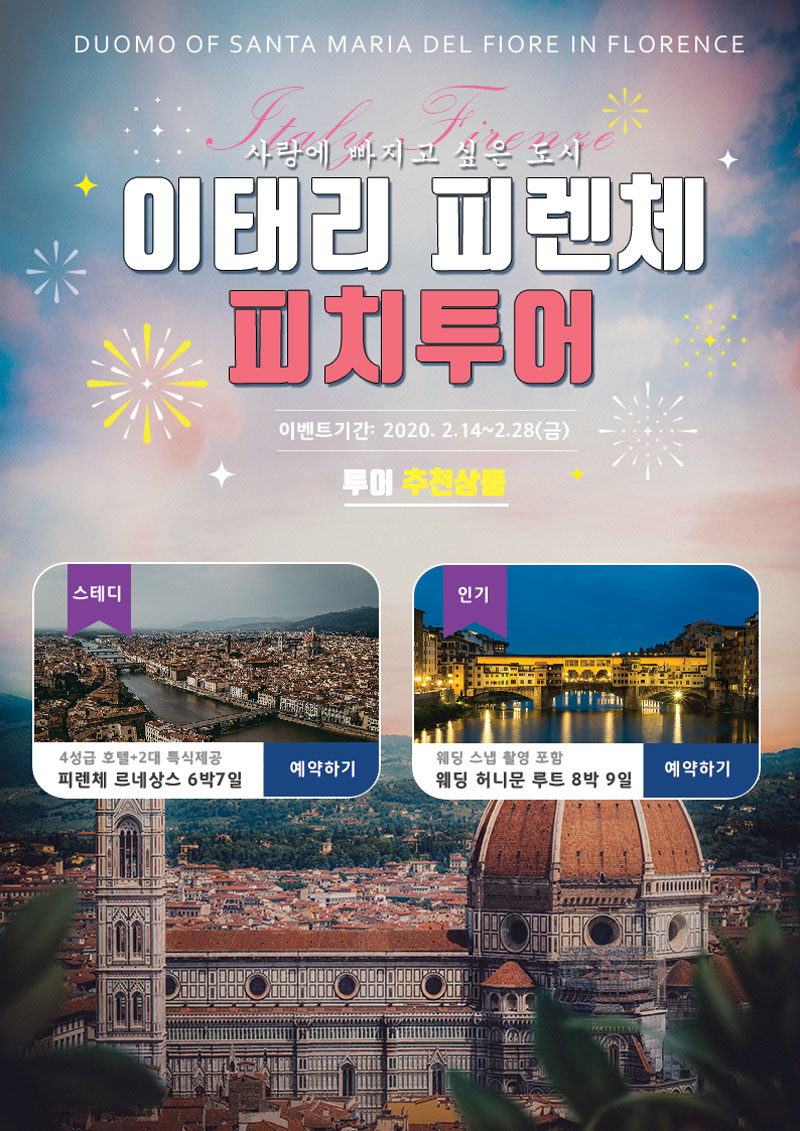 DUOMO OF SANTA MARIA DEL FIORE IN FLORENCE
Italy Firenze
사랑에 빠지고 싶은 도시
이태리 피렌체
피치투어
이벤트기간: 2020. 2.14~2.28(금)
투어 추천상품
스테디
4성급 호텔+2대 특식제공
피렌체 르네상스 6박7일
예약하기
인기
웨딩 스냅 촬영 포함
웨딩 허니문 루트 8박 9일
예약하기